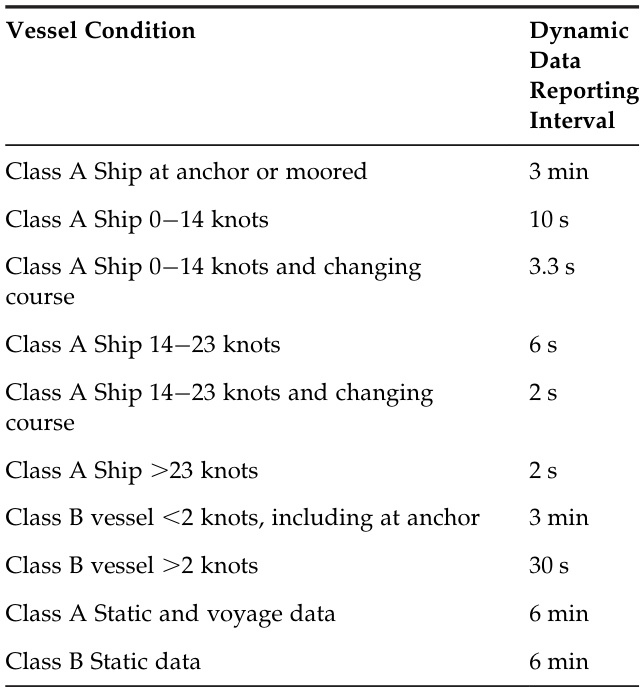 Vessel Condition Dynamic
Data
Reporting
Interval
Class A Ship at anchor or moored 3 min
Class A Ship 0−14 knots 10 s
Class A Ship 0−14 knots and changing 3.3 s
course
Class A Ship 14−23 knots 6 s
Class A Ship 14−23 knots and changing 2 s
course
Class A Ship >23 knots 2 s
Class B vessel <2 knots, including at anchor 3 min
Class B vessel >2 knots 30 s
Class A Static and voyage data 6 min
Class B Static data 6 min